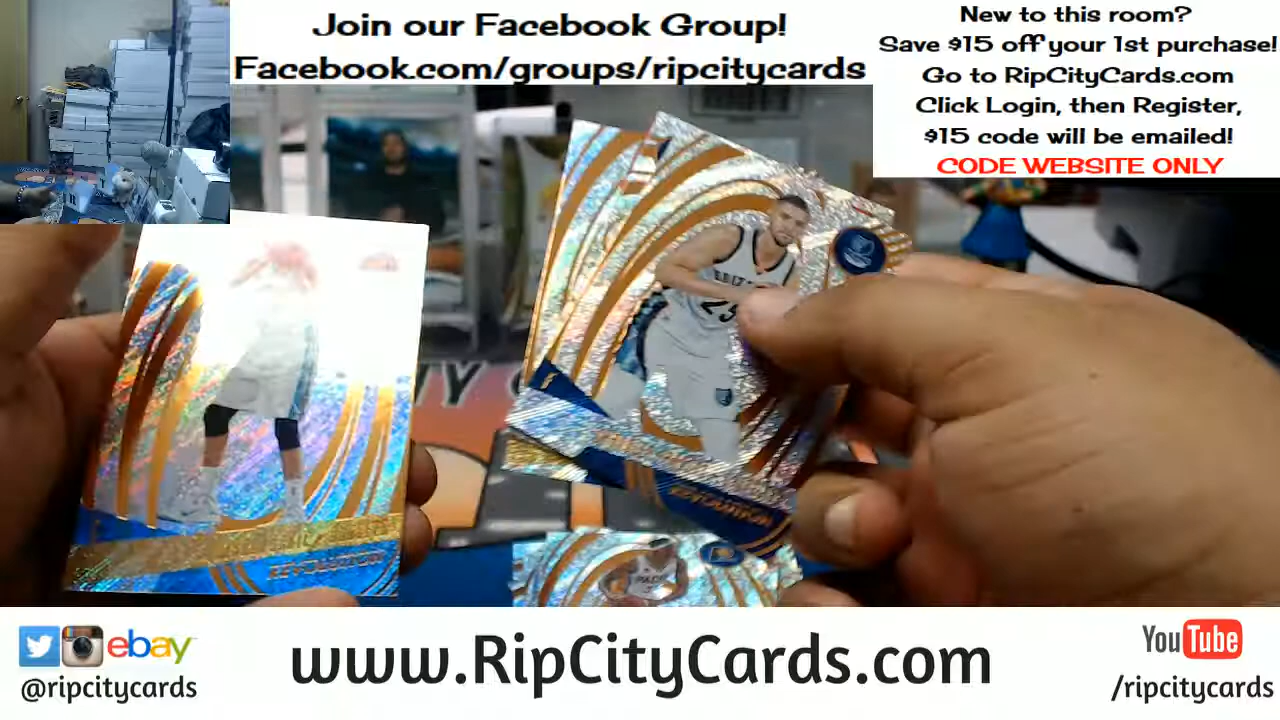 Join our Facebook Group!
Facebook.com/groups/ripcitycards
New to this room?
Save $15 off your 1st purchase!
Go to RipCityCards.com
Click Login, then Register,
$15 code will be emailed!
CODE WEBSITE ONLY
25
REVOLUTION
ebay
@ripcitycards
www.RipCityCards.com
YouTube
/ripcitycards